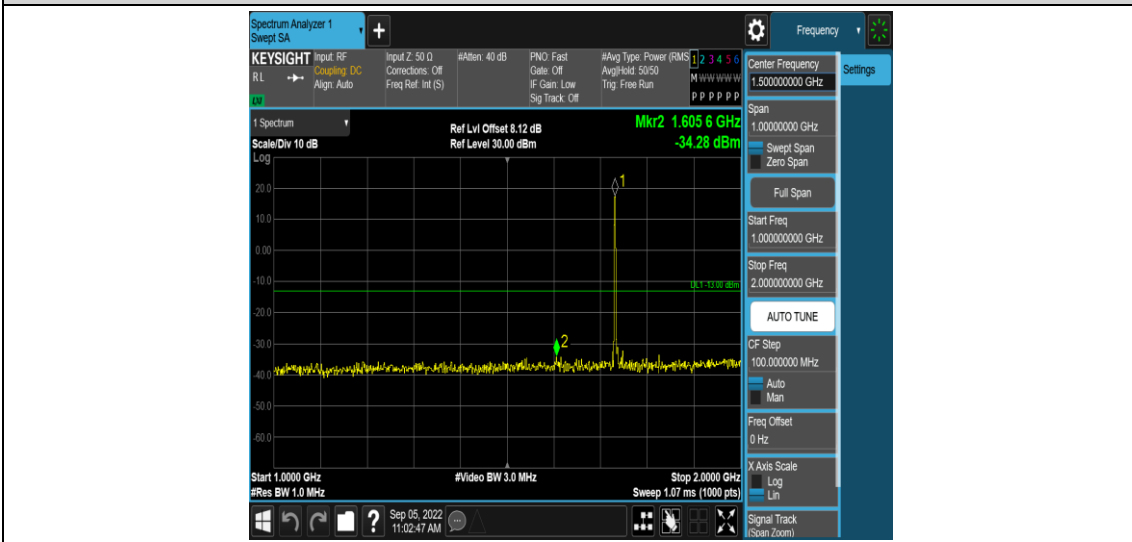 Spectrum Analyzer 1
Swept SA
+
Frequency
KEYSIGHT
RL
LXI
Input: RF
Coupling: DC
Align: Auto
Input Z: 50 Ω
Corrections: Off
Freq Ref: Int (S)
#Atten: 40 dB
PNO: Fast
Gate: Off
IF Gain: Low
Sig Track: Off
#Avg Type: Power (RMS
Avg|Hold: 50/50
Trig: Free Run
1 2 3 4 5 6
M W W W W W
P P P P P P
1 Spectrum
Scale/Div 10 dB
Log
Ref Lvl Offset 8.12 dB
Ref Level 30.00 dBm
Mkr2 1.605 6 GHz
-34.28 dBm
20.0
10.0
0.00
-10.0
-20.0
-30.0
-40.0
-50.0
-60.0
1
2
DL1 -13.00 dBm
Start 1.0000 GHz
#Res BW 1.0 MHz
#Video BW 3.0 MHz
Stop 2.0000 GHz
Sweep 1.07 ms (1000 pts)
Center Frequency
1.500000000 GHz
Settings
Span
1.00000000 GHz
Swept Span
Zero Span
Full Span
Start Freq
1.000000000 GHz
Stop Freq
2.000000000 GHz
AUTO TUNE
CF Step
100.000000 MHz
Auto
Man
Freq Offset
0 Hz
X Axis Scale
Log
Lin
Signal Track
(Span Zoom)
?
Sep 05, 2022
11:02:47 AM